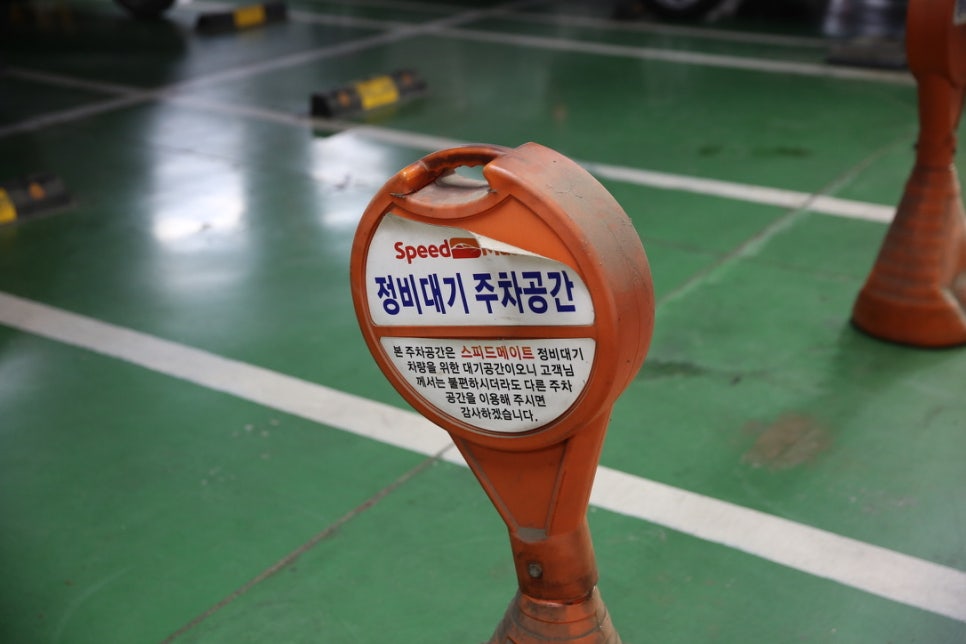 Speed
정비대기 주차공간
본 주차공간은 스피드메이트 정비대기
차량을 위한 대기공간이오니 고객님
께서는 불편하시더라도 다른 주차
공간을 이용해 주시면
감사하겠습니다.